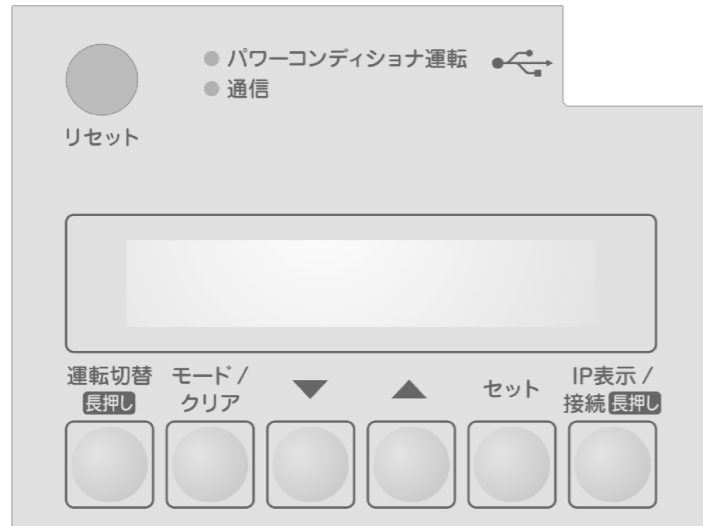 パワーコンディショナ運転
通信
リセット
運転切替
長押し
モード /
クリア
▼
▲
セット
IP表示 /
接続 長押し